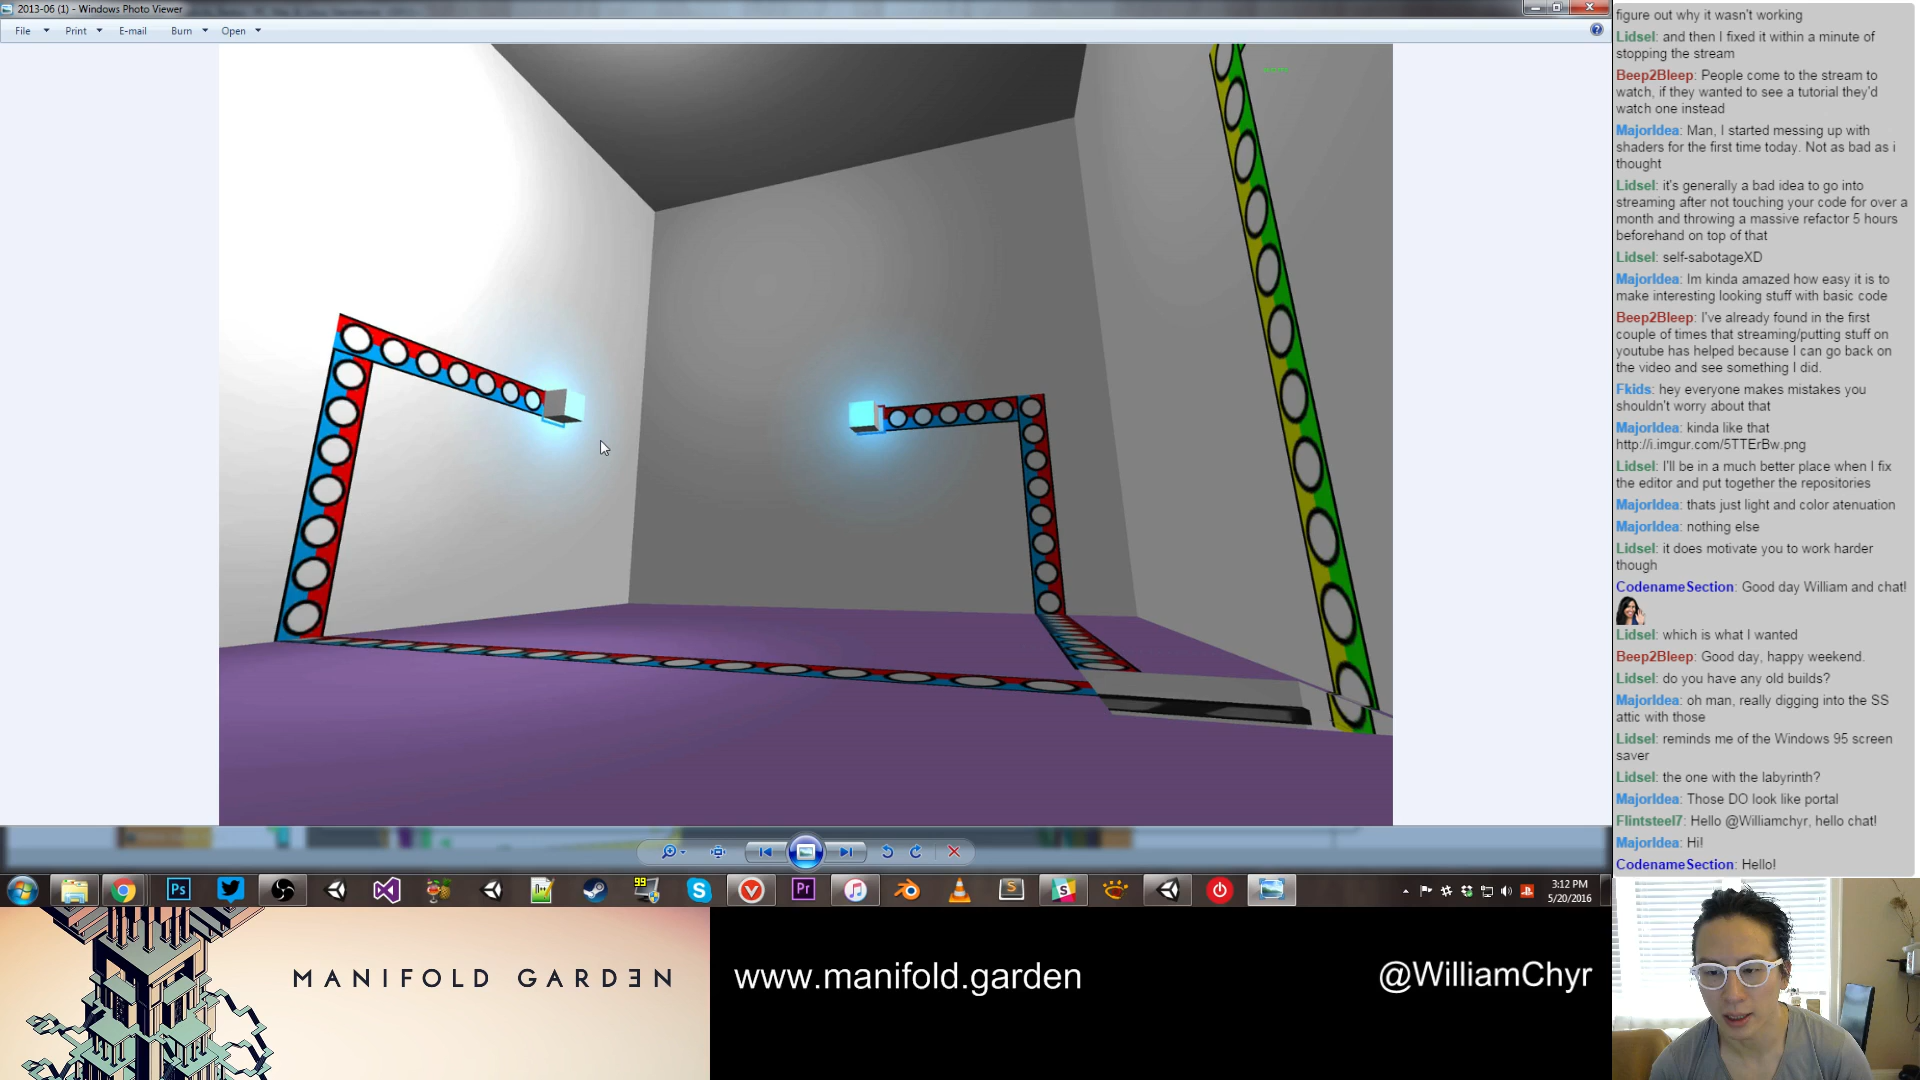 2013-06 (1) - Windows Photo Viewer
File Print E-mail Burn Open
figure out why it wasn't working
Lidsel: and then I fixed it within a minute of
stopping the stream
Beep2Bleep: People come to the stream to
watch, if they wanted to see a tutorial they'd
watch one instead
MajorIdea: Man, I started messing up with
shaders for the first time today. Not as bad as i
thought
Lidsel: it's generally a bad idea to go into
streaming after not touching your code for over a
month and throwing a massive refactor 5 hours
beforehand on top of that
Lidsel: self-sabotageXD
MajorIdea: Im kinda amazed how easy it is to
make interesting looking stuff with basic code
Beep2Bleep: I've already found in the first
couple of times that streaming/putting stuff on
youtube has helped because I can go back on
the video and see something I did.
Fkids: hey everyone makes mistakes you
shouldn't worry about that
MajorIdea: kinda like that
http://i.imgur.com/5TTErBw.png
Lidsel: I'll be in a much better place when I fix
the editor and put together the repositories
MajorIdea: thats just light and color atenuation
MajorIdea: nothing else
Lidsel: it does motivate you to work harder
though
CodenameSection: Good day William and chat!
Lidsel: which is what I wanted
Beep2Bleep: Good day, happy weekend.
Lidsel: do you have any old builds?
MajorIdea: oh man, really digging into the SS
attic with those
Lidsel: reminds me of the Windows 95 screen
saver
Lidsel: the one with the labyrinth?
MajorIdea: Those DO look like portal
Flintsteel7: Hello @Williamchyr, hello chat!
MajorIdea: Hi!
CodenameSection: Hello!
Ps
99
Pr
S
3:12 PM
5/20/2016
MANIFOLD GARDƎN
www.manifold.garden
@WilliamChyr